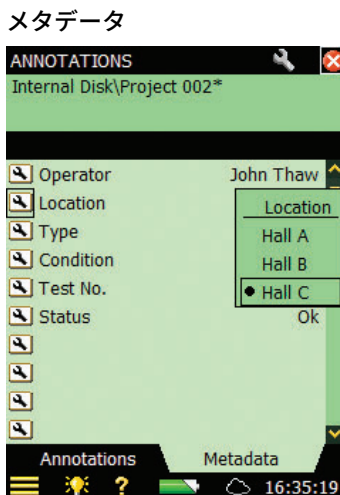 メタデータ
ANNOTATIONS
Internal Disk\Project 002*
Operator John Thaw
Location Location
Type Hall A
Condition Hall B
Test No. Hall C
Status Ok
Annotations Metadata
? 16:35:19